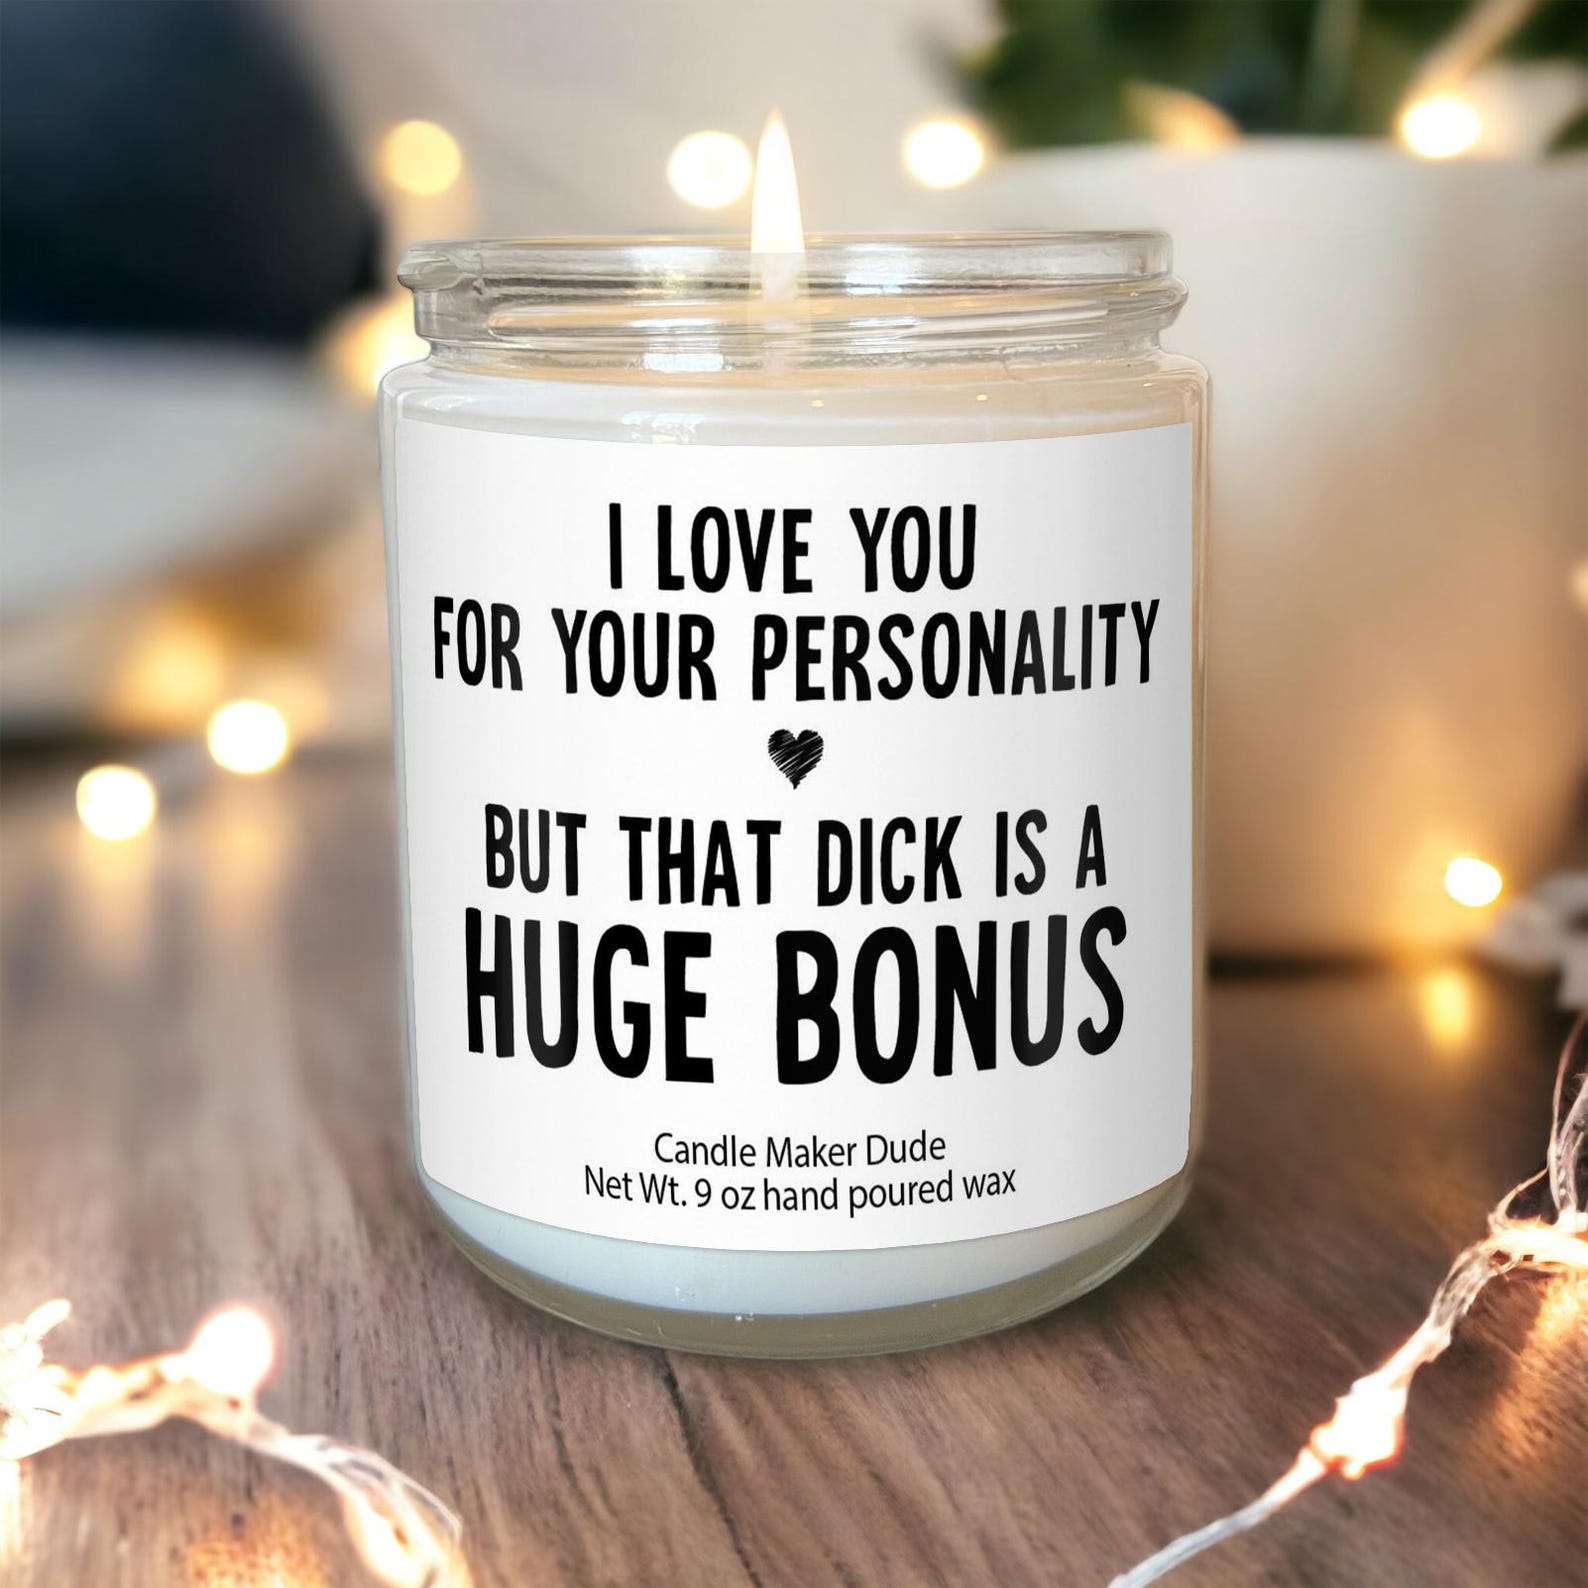 I LOVE YOU
FOR YOUR PERSONALITY
BUT THAT DICK IS A
HUGE BONUS
Candle Maker Dude
Net Wt. 9 oz hand poured wax